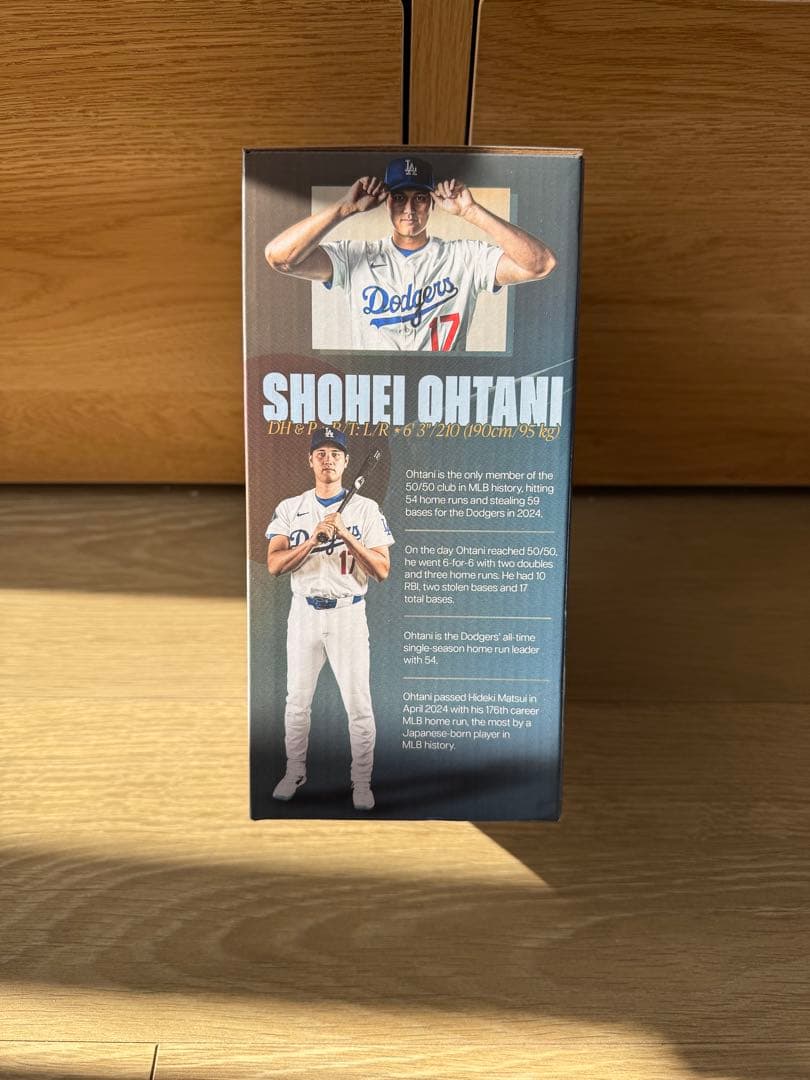 LA
Dodgers
17
SHOHEI OHTANI
DH & P • B/T: L/R • 6' 3"/210 (190cm/95 kg)
LA
Dodgers
17
Ohtani is the only member of the
50/50 club in MLB history, hitting
54 home runs and stealing 59
bases for the Dodgers in 2024.
On the day Ohtani reached 50/50,
he went 6-for-6 with two doubles
and three home runs. He had 10
RBI, two stolen bases and 17
total bases.
Ohtani is the Dodgers' all-time
single-season home run leader
with 54.
Ohtani passed Hideki Matsui in
April 2024 with his 176th career
MLB home run, the most by a
Japanese-born player in
MLB history.